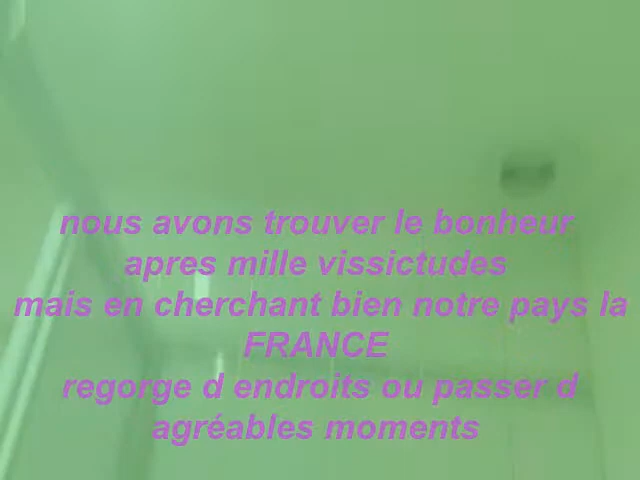 nous avons trouver le bonheur
apres mille vissictudes
mais en cherchant bien notre pays la
FRANCE
regorge d endroits ou passer d
agréables moments